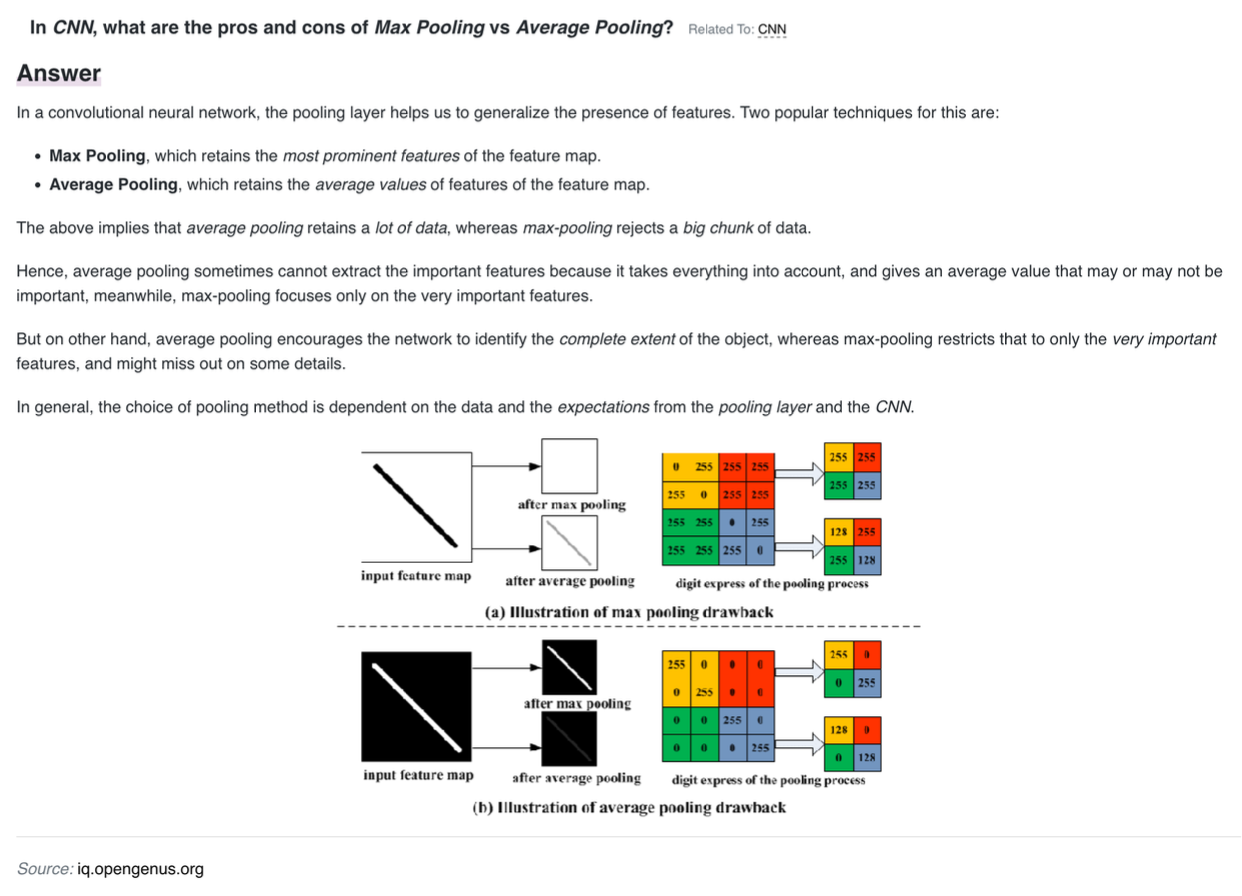 In CNN, what are the pros and cons of Max Pooling vs Average Pooling? Related To: CNN
Answer
In a convolutional neural network, the pooling layer helps us to generalize the presence of features. Two popular techniques for this are:
• Max Pooling, which retains the most prominent features of the feature map.
• Average Pooling, which retains the average values of features of the feature map.
The above implies that average pooling retains a lot of data, whereas max-pooling rejects a big chunk of data.
Hence, average pooling sometimes cannot extract the important features because it takes everything into account, and gives an average value that may or may not be
important, meanwhile, max-pooling focuses only on the very important features.
But on other hand, average pooling encourages the network to identify the complete extent of the object, whereas max-pooling restricts that to only the very important
features, and might miss out on some details.
In general, the choice of pooling method is dependent on the data and the expectations from the pooling layer and the CNN.
after max pooling
input feature map
after average pooling
0 255 255 255
255 0 255 255
255 255 0 255
255 255 255 0
255 255
255 255
128 255
255 128
digit express of the pooling process
(a) Illustration of max pooling drawback
after max pooling
input feature map
after average pooling
255 0 0 0
0 255 0 0
0 0 255 0
0 0 0 255
255 0
0 255
128 0
0 128
digit express of the pooling process
(b) Illustration of average pooling drawback
Source: iq.opengenus.org